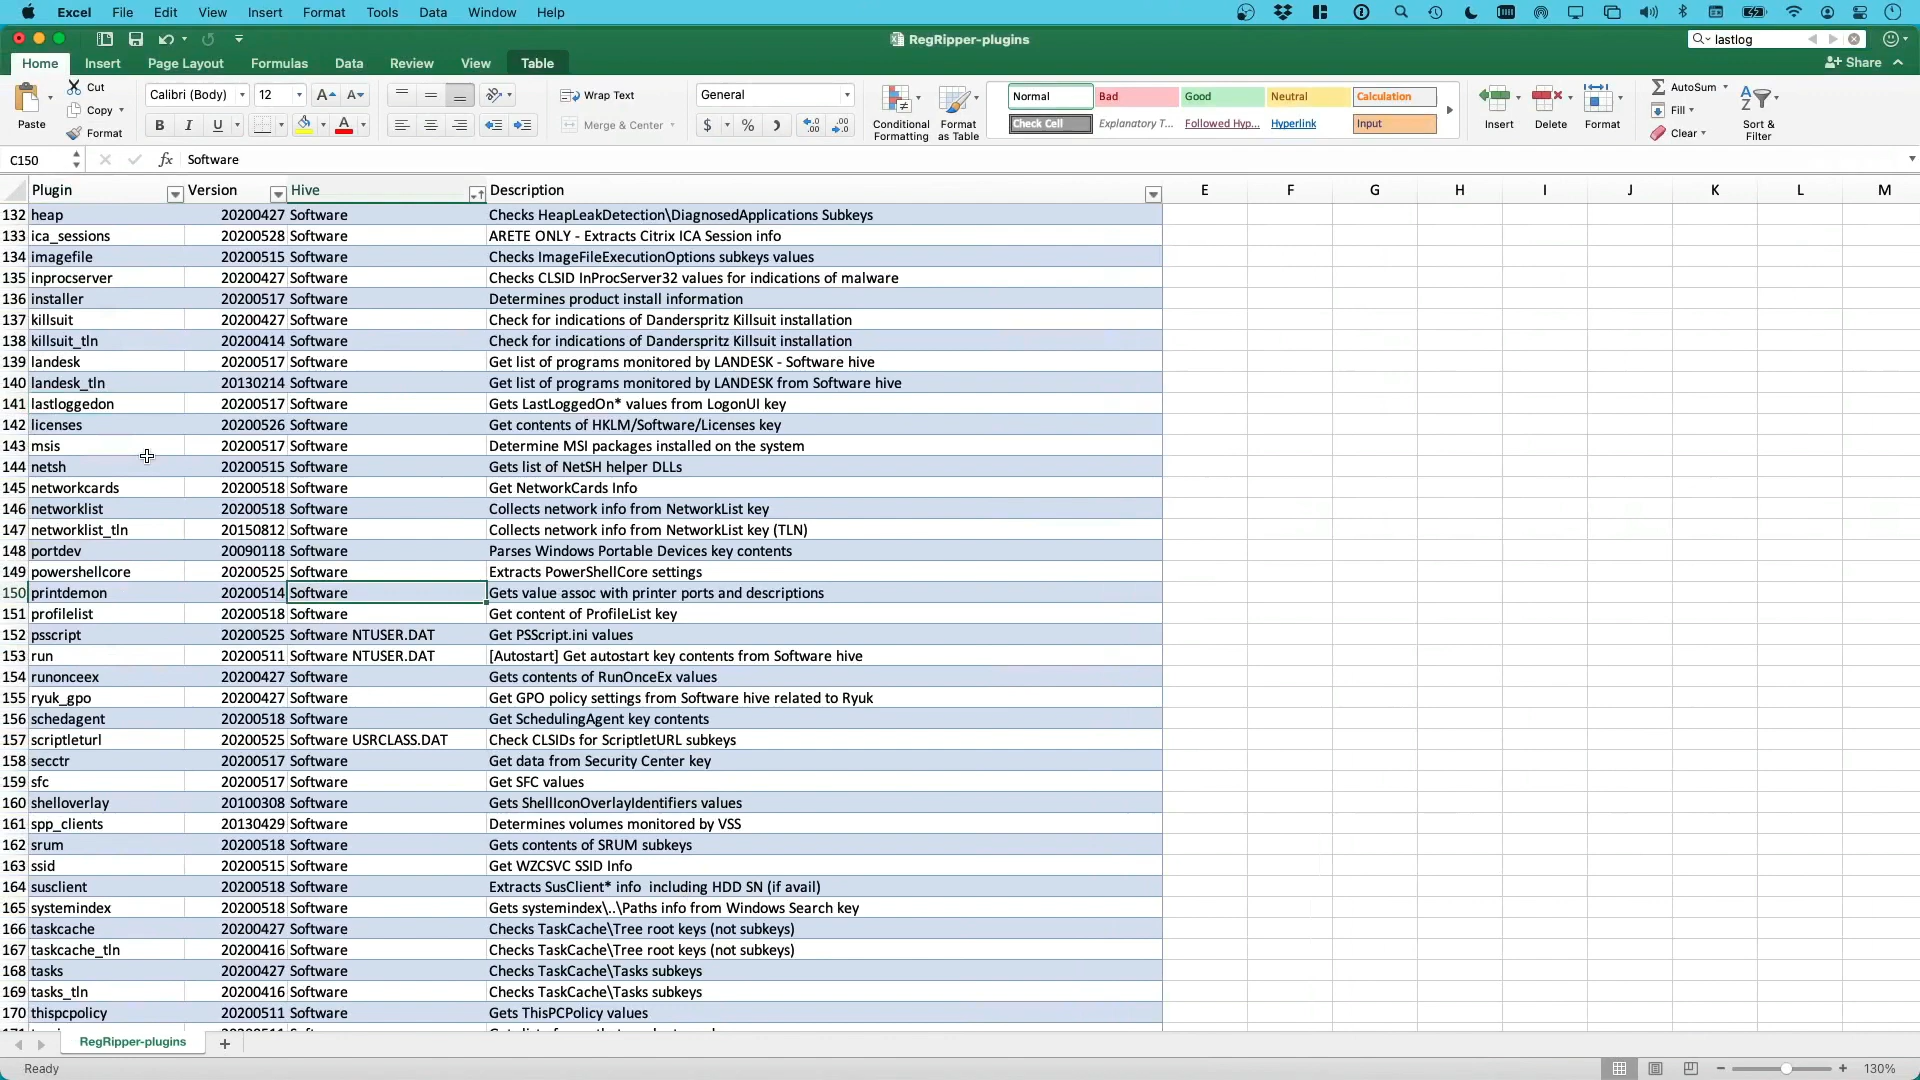 Excel File Edit View Insert Format Tools Data Window Help
RegRipper-plugins
lastlog
Home Insert Page Layout Formulas Data Review View Table
Share
Paste
Cut
Copy
Format
Calibri (Body) 12
B I U
Wrap Text
Merge & Center
General
$ %
Conditional Formatting
Format as Table
Normal Bad Good Neutral Calculation
Check Cell Explanatory T... Followed Hyp... Hyperlink Input
Insert Delete Format
AutoSum
Fill
Clear
Sort & Filter
C150 fx Software
Plugin Version Hive Description E F G H I J K L M
132 heap 20200427 Software Checks HeapLeakDetection\DiagnosedApplications Subkeys
133 ica_sessions 20200528 Software ARETE ONLY - Extracts Citrix ICA Session info
134 imagefile 20200515 Software Checks ImageFileExecutionOptions subkeys values
135 inprocserver 20200427 Software Checks CLSID InProcServer32 values for indications of malware
136 installer 20200517 Software Determines product install information
137 killsuit 20200427 Software Check for indications of Danderspritz Killsuit installation
138 killsuit_tln 20200414 Software Check for indications of Danderspritz Killsuit installation
139 landesk 20200517 Software Get list of programs monitored by LANDESK - Software hive
140 landesk_tln 20130214 Software Get list of programs monitored by LANDESK from Software hive
141 lastloggedon 20200517 Software Gets LastLoggedOn* values from LogonUI key
142 licenses 20200526 Software Get contents of HKLM/Software/Licenses key
143 msis 20200517 Software Determine MSI packages installed on the system
144 netsh 20200515 Software Gets list of NetSH helper DLLs
145 networkcards 20200518 Software Get NetworkCards Info
146 networklist 20200518 Software Collects network info from NetworkList key
147 networklist_tln 20150812 Software Collects network info from NetworkList key (TLN)
148 portdev 20090118 Software Parses Windows Portable Devices key contents
149 powershellcore 20200525 Software Extracts PowerShellCore settings
150 printdemon 20200514 Software Gets value assoc with printer ports and descriptions
151 profilelist 20200518 Software Get content of ProfileList key
152 psscript 20200525 Software NTUSER.DAT Get PSScript.ini values
153 run 20200511 Software NTUSER.DAT [Autostart] Get autostart key contents from Software hive
154 runonceex 20200427 Software Gets contents of RunOnceEx values
155 ryuk_gpo 20200427 Software Get GPO policy settings from Software hive related to Ryuk
156 schedagent 20200518 Software Get SchedulingAgent key contents
157 scriptleturl 20200525 Software USRCLASS.DAT Check CLSIDs for ScriptletURL subkeys
158 secctr 20200517 Software Get data from Security Center key
159 sfc 20200517 Software Get SFC values
160 shelloverlay 20100308 Software Gets ShellIconOverlayIdentifiers values
161 spp_clients 20130429 Software Determines volumes monitored by VSS
162 srum 20200518 Software Gets contents of SRUM subkeys
163 ssid 20200515 Software Get WZCSVC SSID Info
164 susclient 20200518 Software Extracts SusClient* info including HDD SN (if avail)
165 systemindex 20200518 Software Gets systemindex\..\Paths info from Windows Search key
166 taskcache 20200427 Software Checks TaskCache\Tree root keys (not subkeys)
167 taskcache_tln 20200416 Software Checks TaskCache\Tree root keys (not subkeys)
168 tasks 20200427 Software Checks TaskCache\Tasks subkeys
169 tasks_tln 20200416 Software Checks TaskCache\Tasks subkeys
170 thispcpolicy 20200511 Software Gets ThisPCPolicy values
RegRipper-plugins
Ready
130%